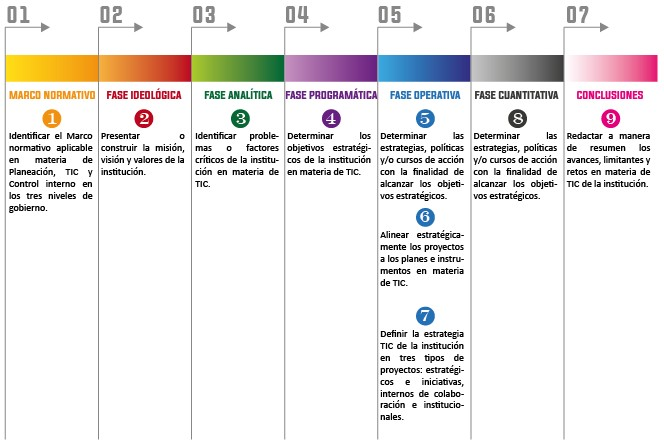 01 02 03 04 05 06 07
MARCO NORMATIVO
1
Identificar el Marco
normativo aplicable
en materia de
Planeación, TIC y
Control interno en
los tres niveles de
gobierno.
FASE IDEOLÓGICA
2
Presentar o
construir la misión,
visión y valores de la
institución.
FASE ANALÍTICA
3
Identificar proble-
mas o factores
críticos de la institu-
ción en materia de
TIC.
FASE PROGRAMÁTICA
4
Determinar los
objetivos estratégi-
cos de la institución
en materia de TIC.
FASE OPERATIVA
5
Determinar las
estrategias, políticas
y/o cursos de acción
con la finalidad de
alcanzar los objeti-
vos estratégicos.
6
Alinear estratégica-
mente los proyectos
a los planes e instru-
mentos en materia
de TIC.
7
Definir la estrategia
TIC de la institución
en tres tipos de
proyectos: estratégi-
cos e iniciativas,
internos de colabo-
ración e institucio-
nales.
FASE CUANTITATIVA
8
Determinar las
estrategias, políticas
y/o cursos de acción
con la finalidad de
alcanzar los objeti-
vos estratégicos.
CONCLUSIONES
9
Redactar a manera
de resumen los
avances, limitantes y
retos en materia de
TIC de la institución.